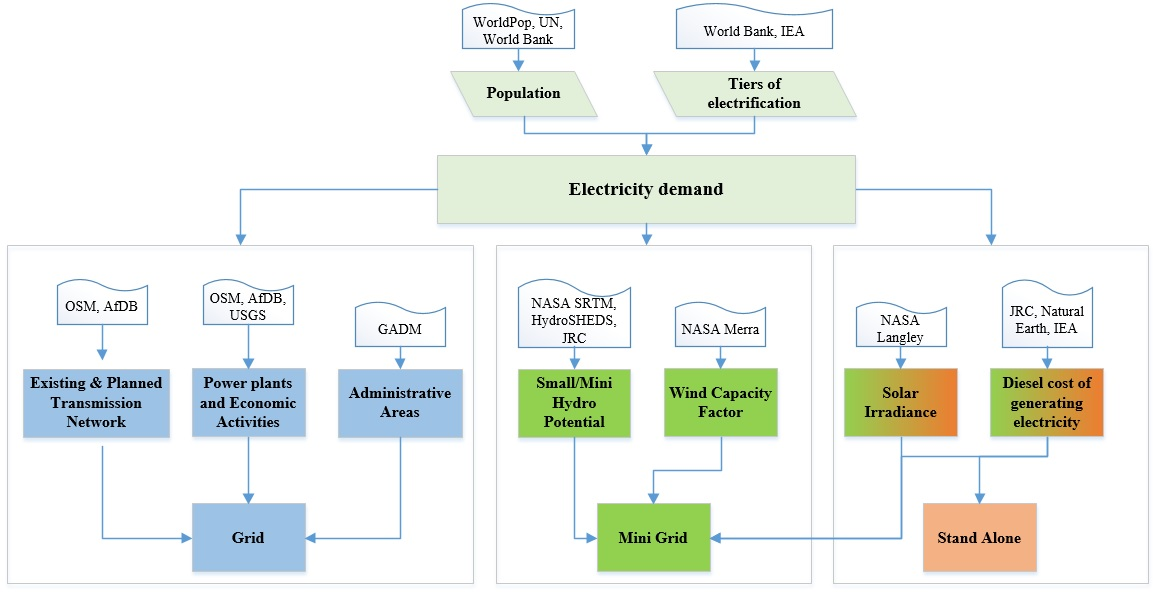 WorldPop, UN,
World Bank
World Bank, IEA
Population
Tiers of
electrification
Electricity demand
OSM, AfDB
OSM, AfDB,
USGS
GADM
NASA SRTM,
HydroSHEDS,
JRC
NASA Merra
NASA
Langley
JRC, Natural
Earth, IEA
Existing & Planned
Transmission
Network
Power plants
and Economic
Activities
Administrative
Areas
Small/Mini
Hydro
Potential
Wind Capacity
Factor
Solar
Irradiance
Diesel cost of
generating
electricity
Grid
Mini Grid
Stand Alone